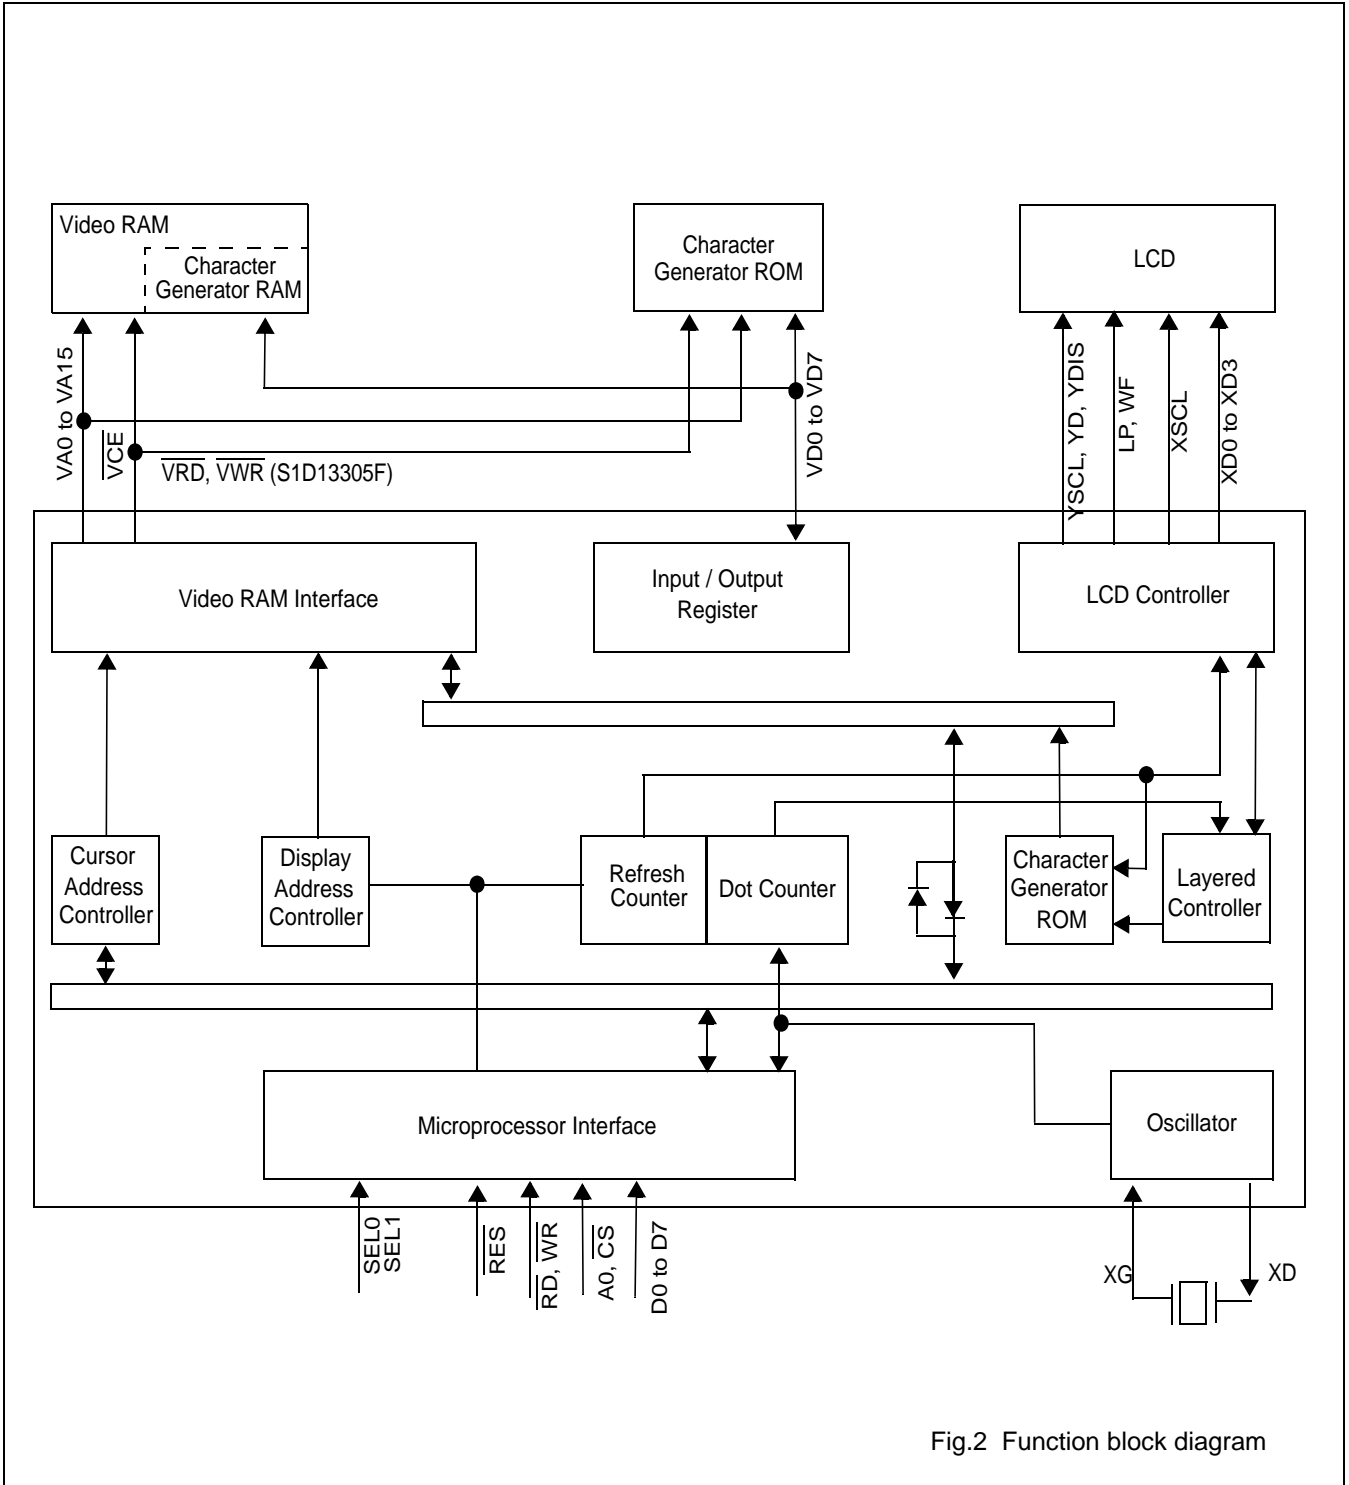 Video RAM
Character
Generator RAM
Character
Generator ROM
LCD
VA0 to VA15
VCE
VRD, VWR (S1D13305F)
VD0 to VD7
YSCL, YD, YDIS
LP, WF
XSCL
XD0 to XD3
Video RAM Interface
Input / Output
Register
LCD Controller
Cursor
Address
Controller
Display
Address
Controller
Refresh
Counter
Dot Counter
Character
Generator
ROM
Layered
Controller
Microprocessor Interface
Oscillator
SEL0
SEL1
RES
RD, WR
A0, CS
D0 to D7
XG
XD
Fig.2 Function block diagram